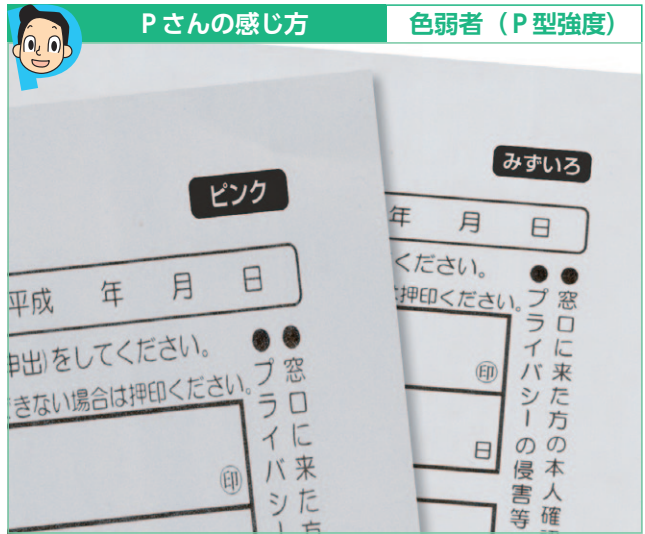 Pさんの感じ方
色弱者（P型強度）
ピンク
平成 年 月 日
申出)をしてください。
できない場合は押印ください。
印
●窓口に来た方
●プライバシー
みずいろ
年 月 日
ください。
は押印ください。
印
日
●窓口に来た方の本人確認
●プライバシーの侵害等